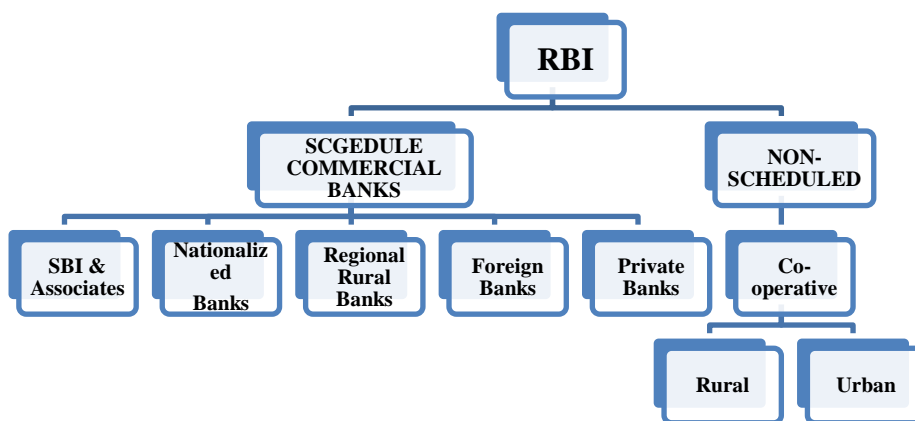 RBI
SCGEDULE
COMMERCIAL
BANKS
NON-
SCHEDULED
SBI &
Associates
Nationaliz
ed
Banks
Regional
Rural
Banks
Foreign
Banks
Private
Banks
Co-
operative
Rural
Urban